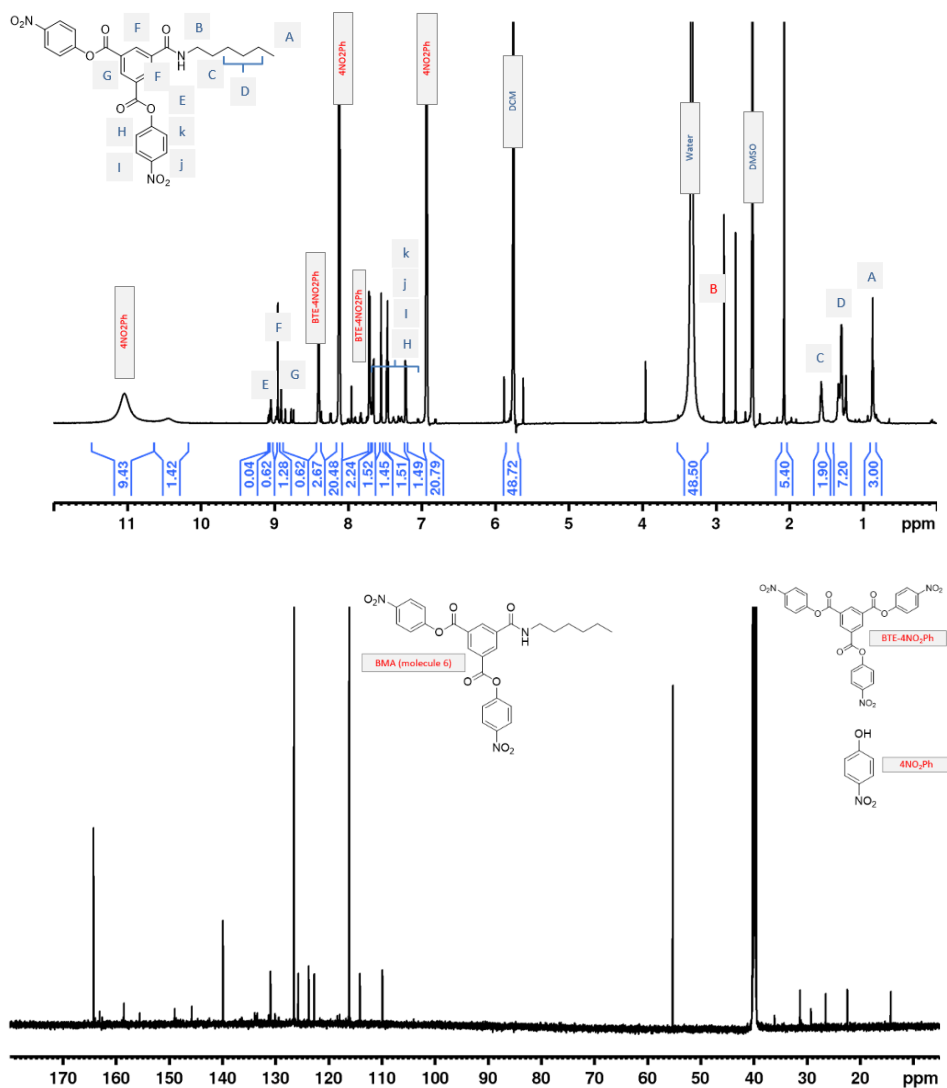 O₂N
O
O
F
O
N
H
B
A
G
F
C
D
O
O
E
H
k
I
j
NO₂
4NO2Ph
4NO2Ph
DCM
Water
DMSO
4NO2Ph
BTE-4NO2Ph
BTE-4NO2Ph
k
j
I
H
F
E
G
B
C
D
A
9.43
1.42
0.04
0.62
1.28
0.62
2.67
20.48
2.24
1.52
1.45
1.51
1.49
20.79
48.72
48.50
5.40
1.90
7.20
3.00
11 10 9 8 7 6 5 4 3 2 1 ppm
O₂N
O
O
O
N
H
BMA (molecule 6)
O
O
NO₂
O₂N
O
O
O
O
NO₂
BTE-4NO₂Ph
O
O
NO₂
OH
4NO₂Ph
NO₂
170 160 150 140 130 120 110 100 90 80 70 60 50 40 30 20 10 ppm